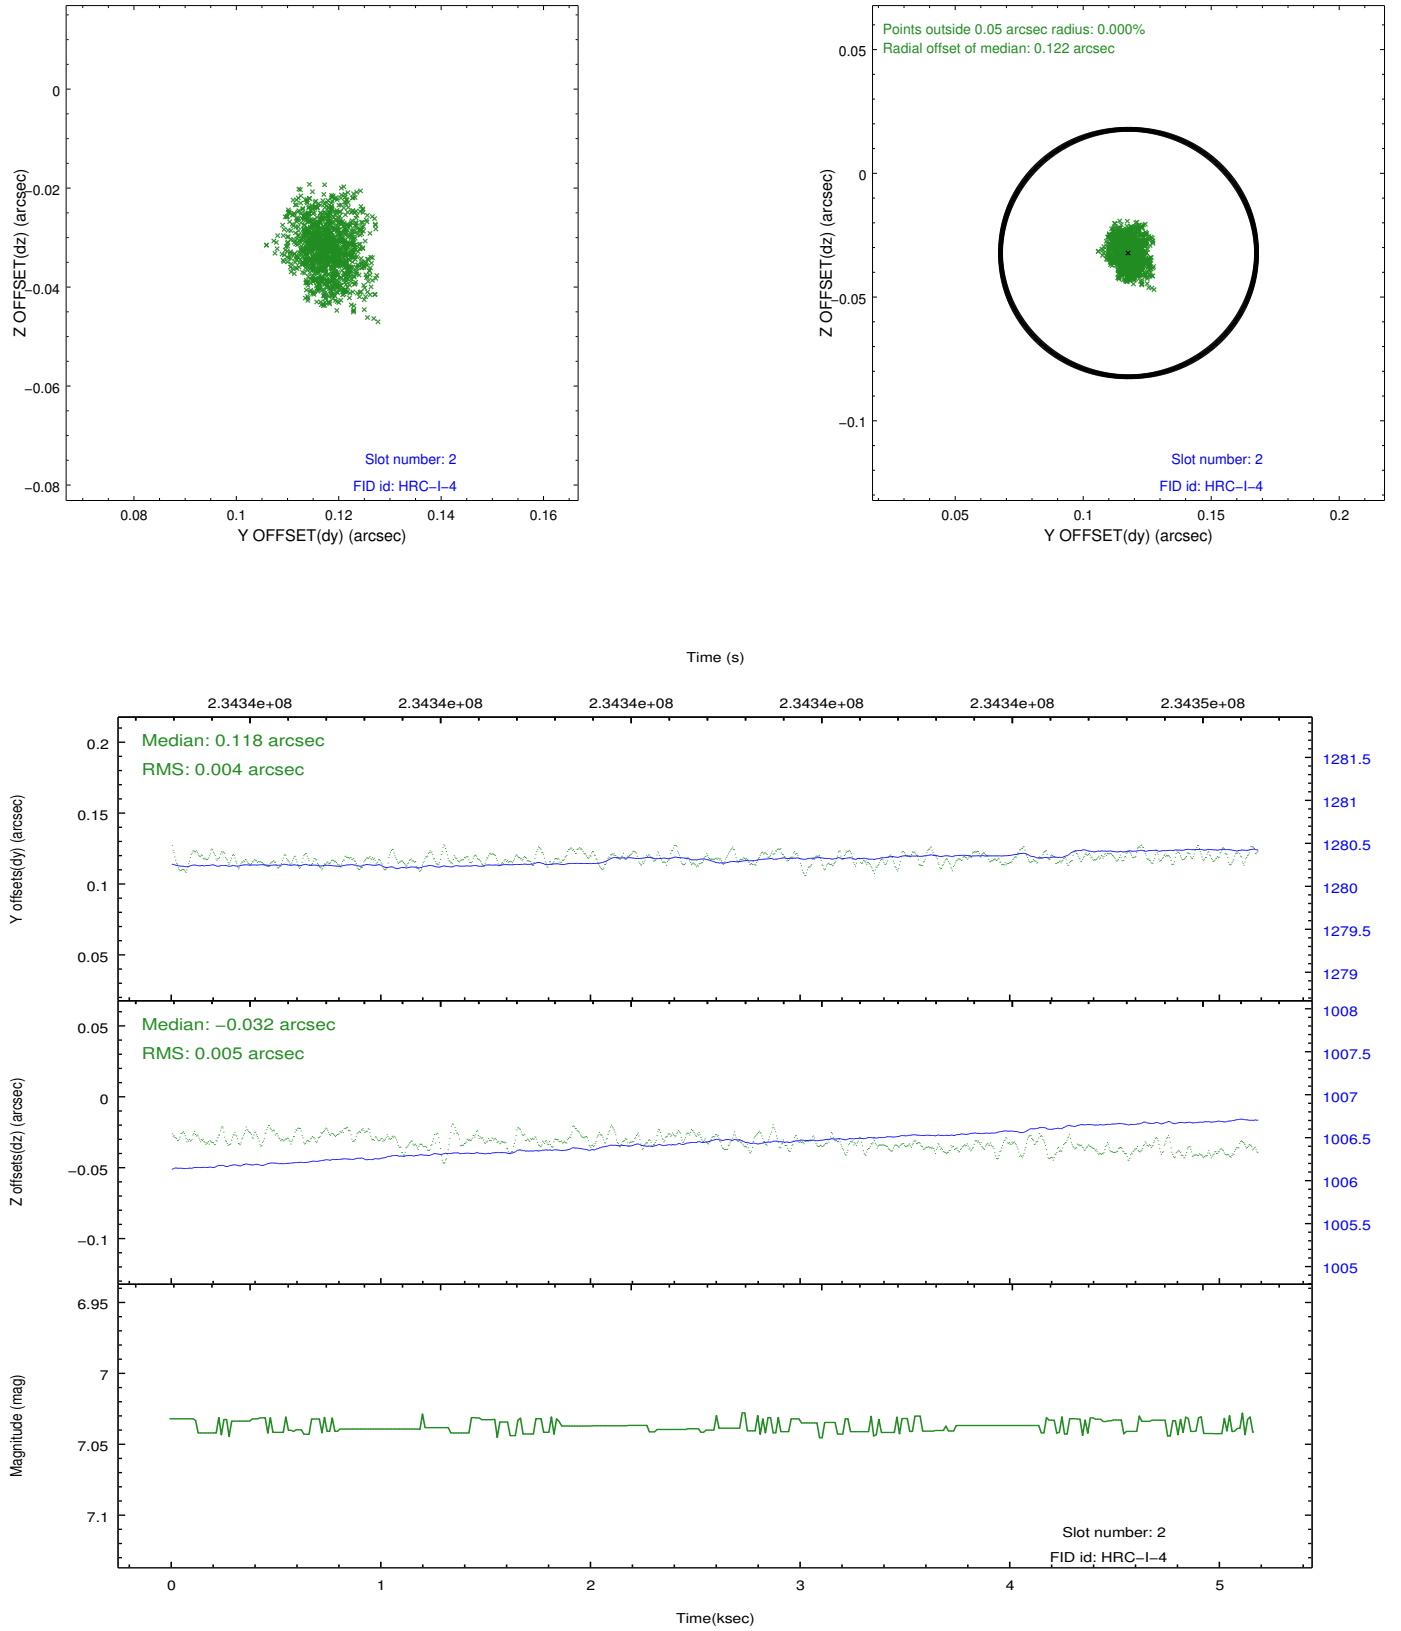 0
−0.02
−0.04
−0.06
−0.08
Z OFFSET(dz) (arcsec)
Slot number: 2
FID id: HRC−I−4
0.08 0.1 0.12 0.14 0.16
Y OFFSET(dy) (arcsec)
Points outside 0.05 arcsec radius: 0.000%
Radial offset of median: 0.122 arcsec
0.05
0
−0.05
−0.1
Z OFFSET(dz) (arcsec)
Slot number: 2
FID id: HRC−I−4
0.05 0.1 0.15 0.2
Y OFFSET(dy) (arcsec)
Time (s)
2.3434e+08 2.3434e+08 2.3434e+08 2.3434e+08 2.3434e+08 2.3435e+08
Median: 0.118 arcsec
RMS: 0.004 arcsec
0.2
0.15
0.1
0.05
Y offsets(dy) (arcsec)
1281.5
1281
1280.5
1280
1279.5
1279
Median: −0.032 arcsec
RMS: 0.005 arcsec
0.05
0
−0.05
−0.1
Z offsets(dz) (arcsec)
1008
1007.5
1007
1006.5
1006
1005.5
1005
6.95
7
7.05
7.1
Magnitude (mag)
Slot number: 2
FID id: HRC−I−4
0 1 2 3 4 5
Time(ksec)